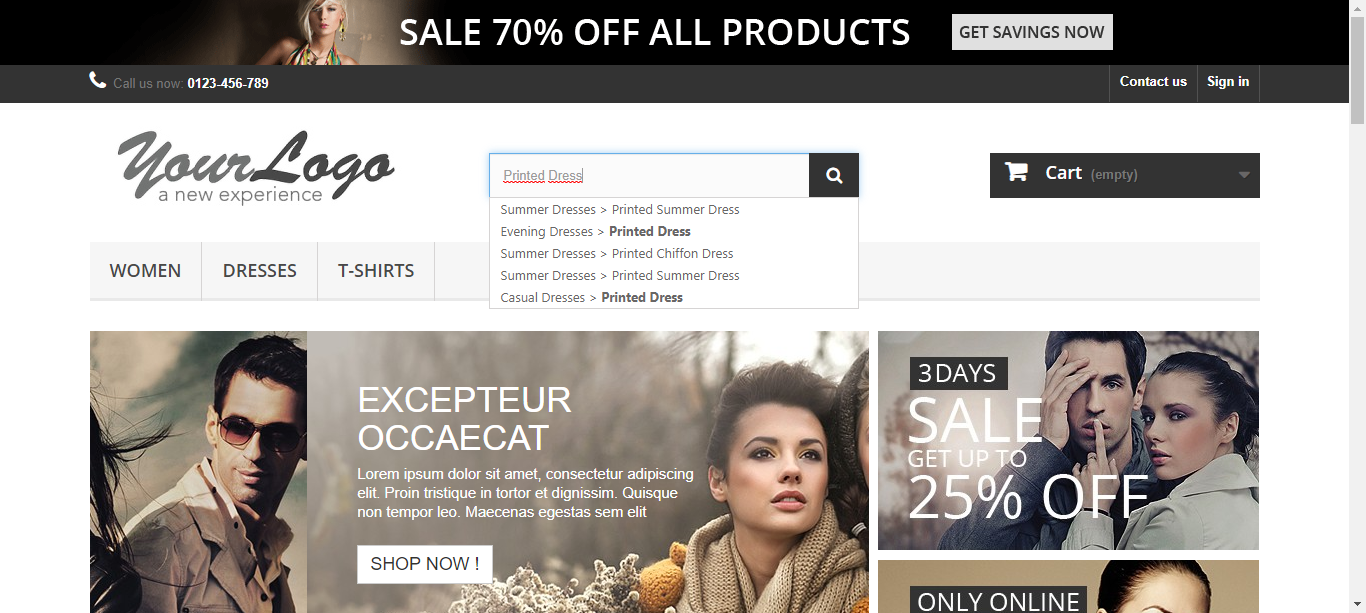 SALE 70% OFF ALL PRODUCTS
GET SAVINGS NOW
Call us now: 0123-456-789
Contact us
Sign in
YourLogo
a new experience
Printed Dress
Cart (empty)
Summer Dresses > Printed Summer Dress
Evening Dresses > Printed Dress
Summer Dresses > Printed Chiffon Dress
Summer Dresses > Printed Summer Dress
Casual Dresses > Printed Dress
WOMEN
DRESSES
T-SHIRTS
EXCEPTEUR
OCCAECAT
Lorem ipsum dolor sit amet, consectetur adipiscing
elit. Proin tristique in tortor et dignissim. Quisque
non tempor leo. Maecenas egestas sem elit
SHOP NOW !
3 DAYS
SALE
GET UP TO
25% OFF
ONLY ONLINE